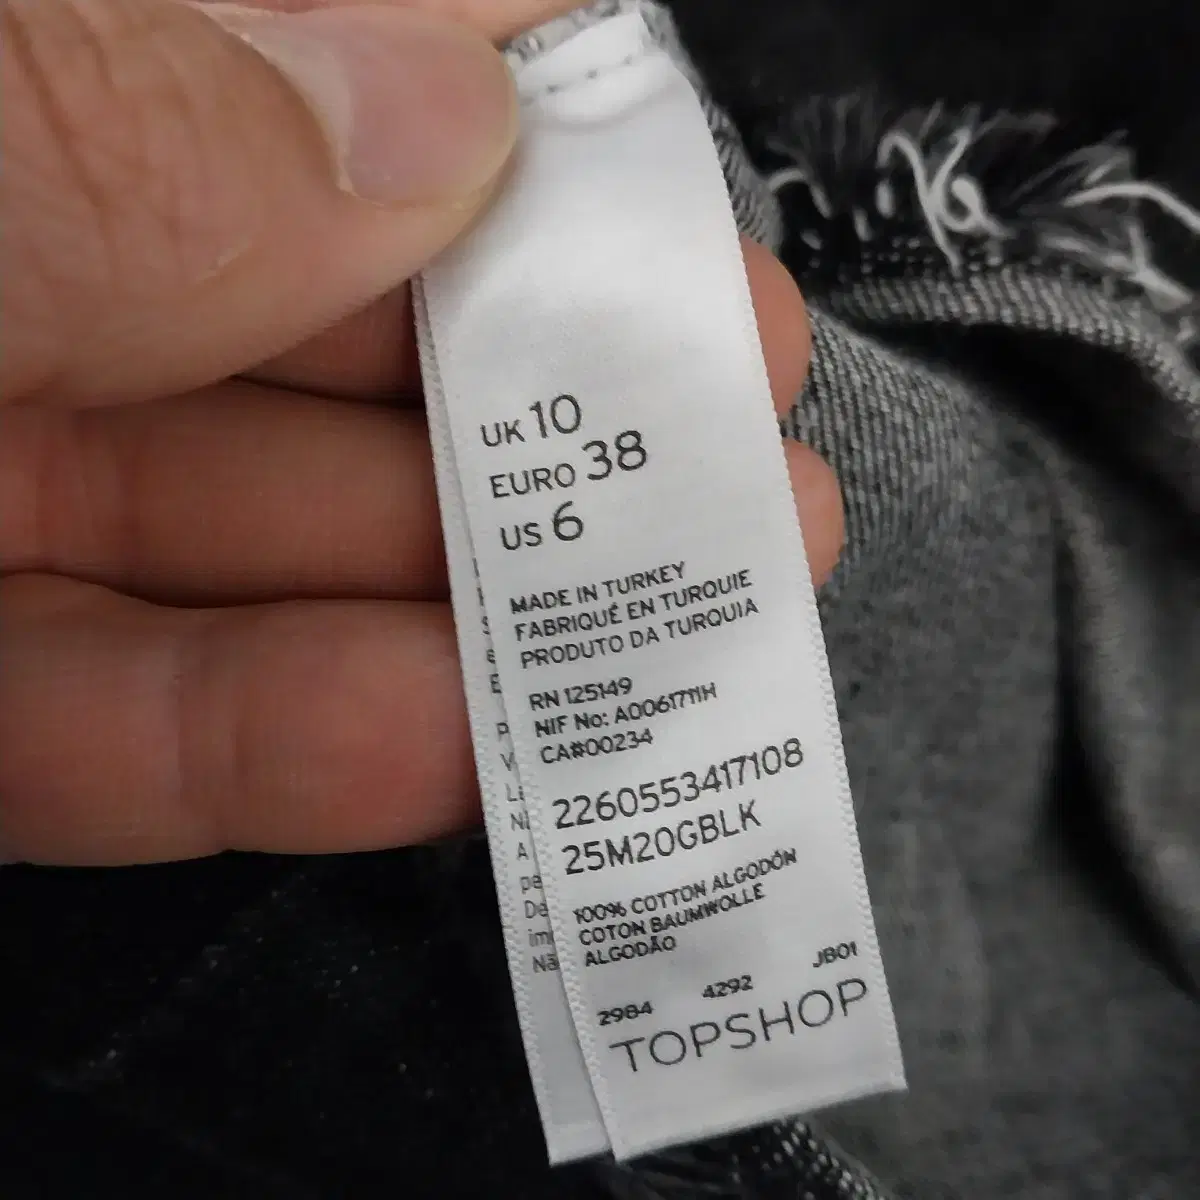 UK 10
EURO 38
US 6
MADE IN TURKEY
FABRIQUÉ EN TURQUIE
PRODUTO DA TURQUIA
RN 125149
NIF No: A0061711H
CA#00234
2260553417108
25M20GBLK
100% COTTON ALGODÓN
COTON BAUMWOLLE
ALGODÃO
2984 4292 JB01
TOPSHOP